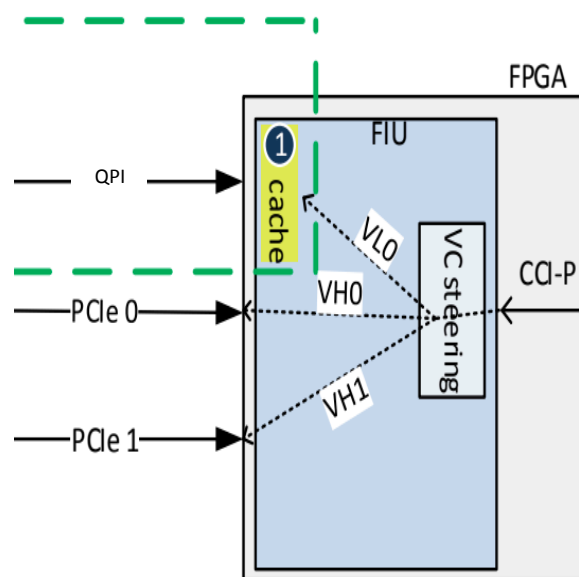 FPGA
FIU
1
cache
QPI
VL0
VC steering
CCI-P
PCIe 0
VH0
VH1
PCIe 1